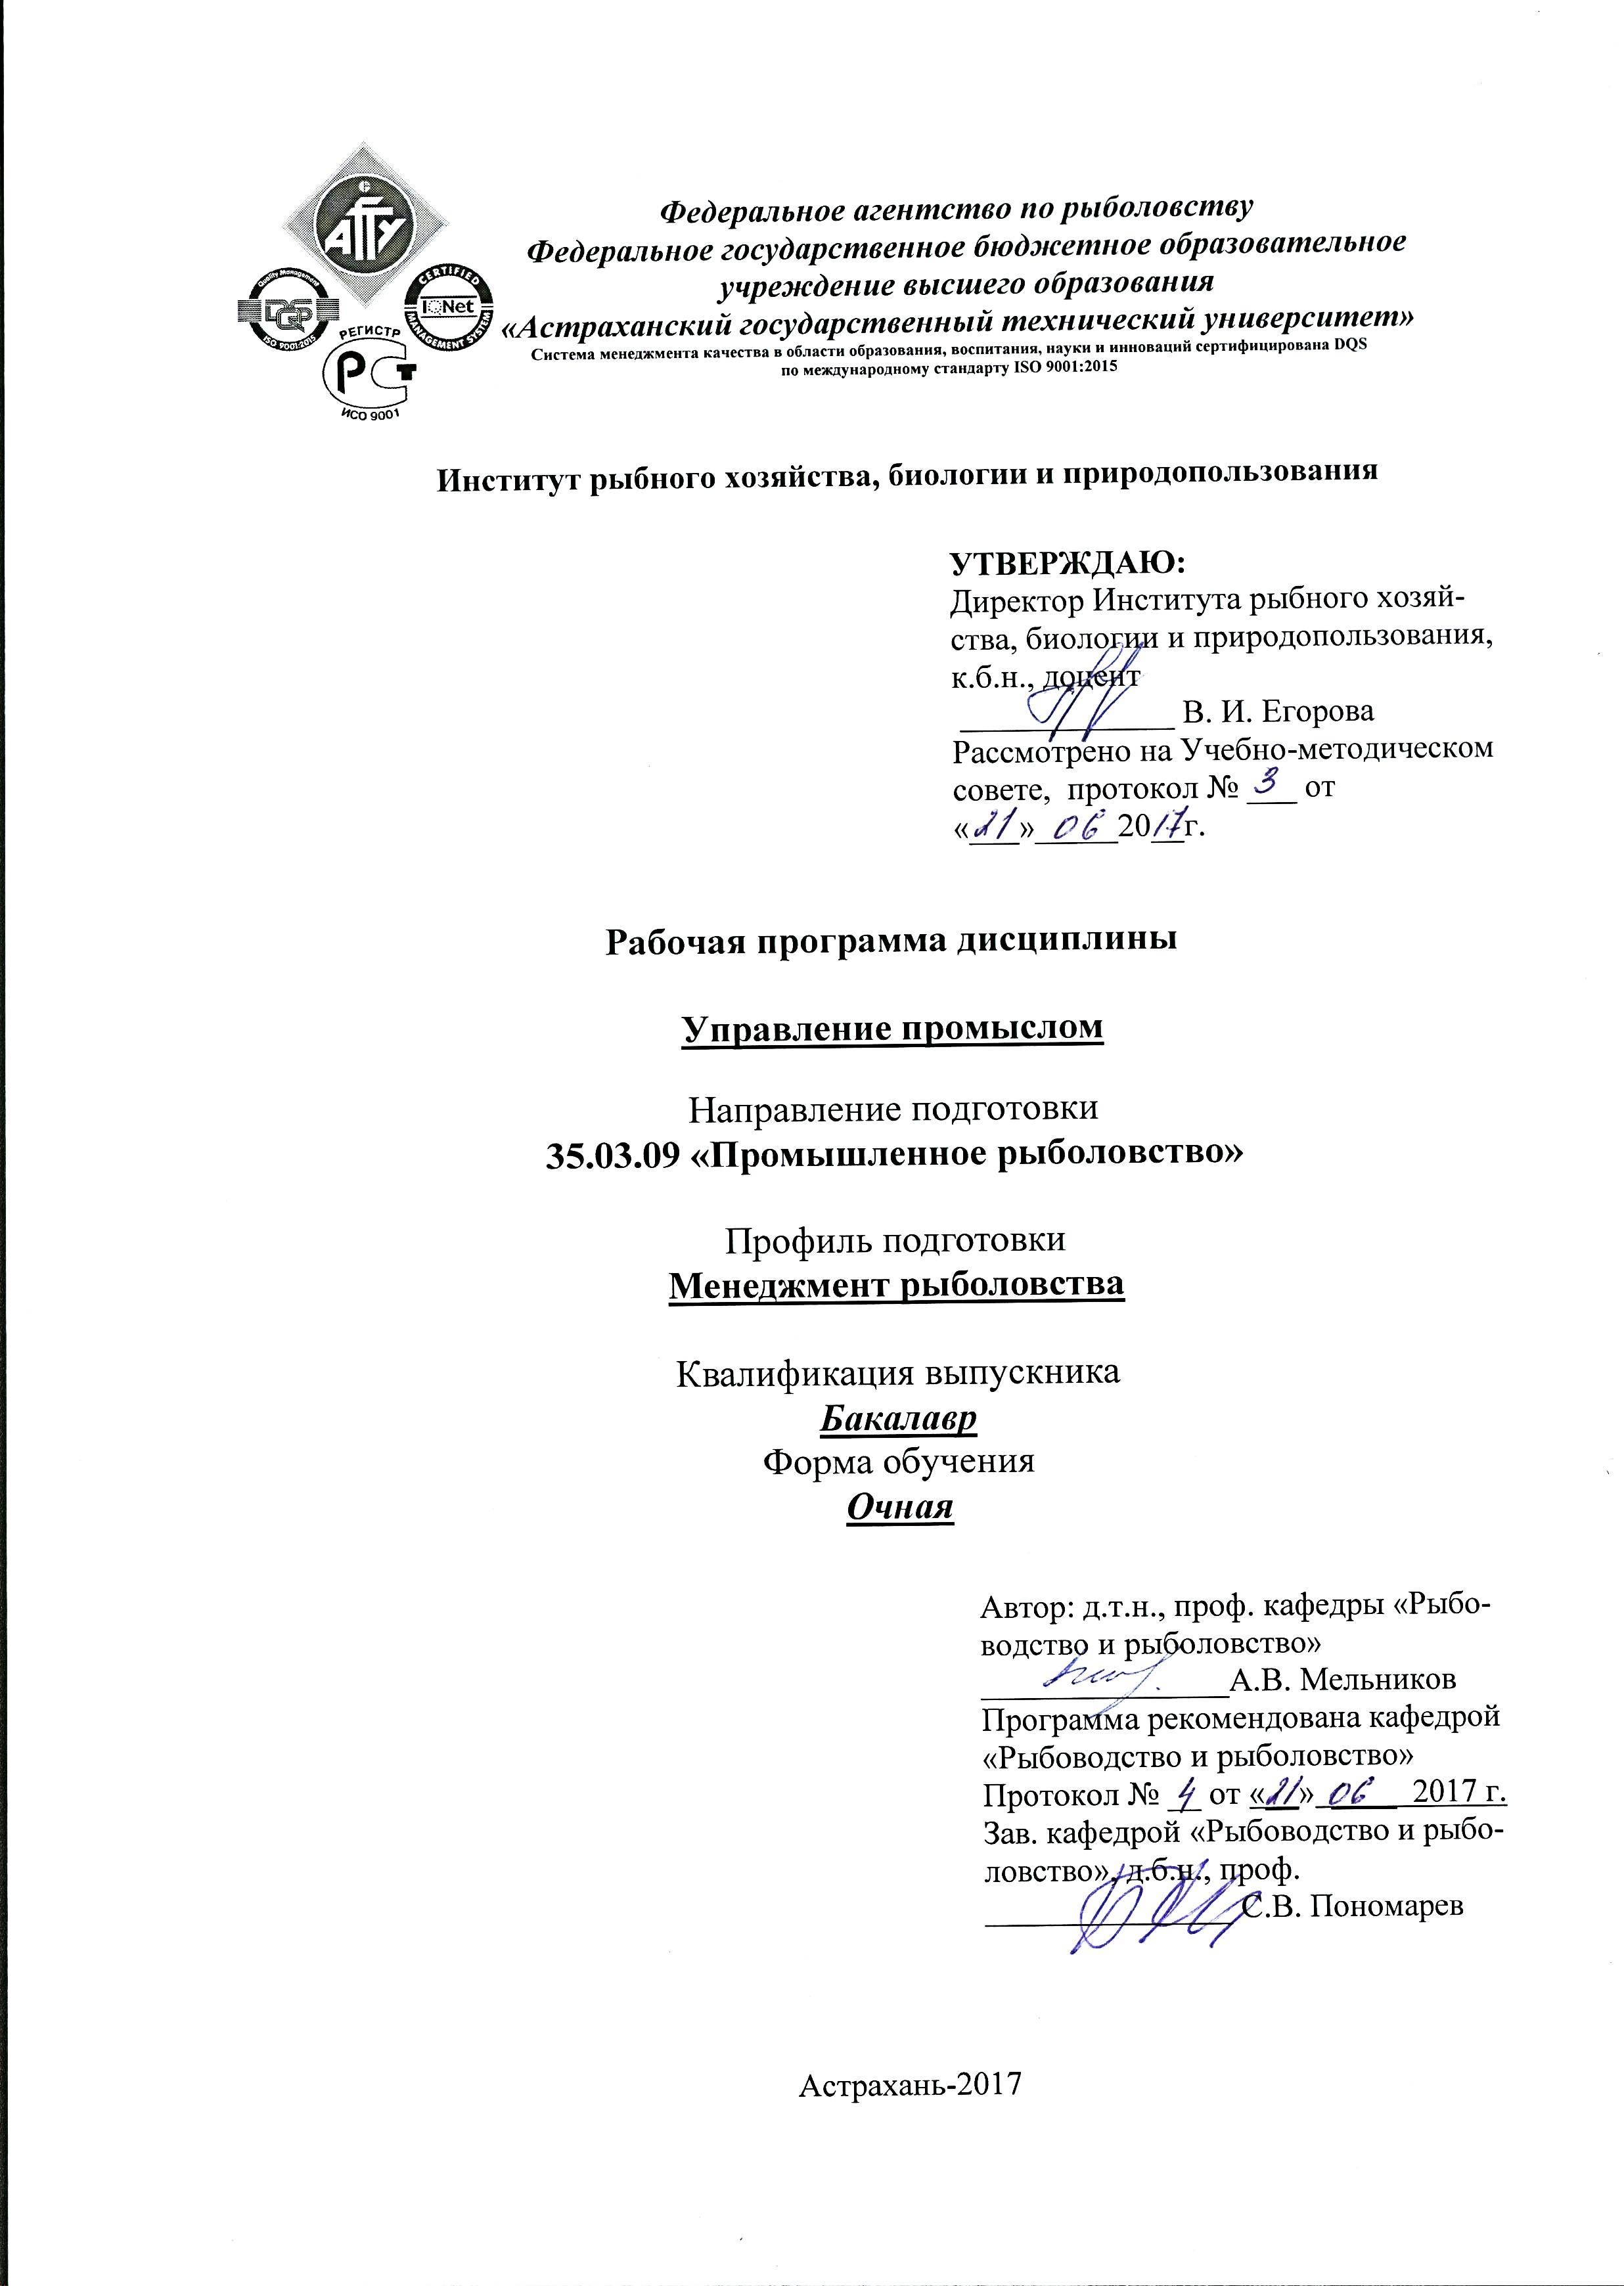 АГТУ
Quality Management
DQS
ISO 9001:2015
CERTIFIED
IQNet
MANAGEMENT SYSTEM
РЕГИСТР
РСТ
ИСО 9001
Федеральное агентство по рыболовству
Федеральное государственное бюджетное образовательное
учреждение высшего образования
«Астраханский государственный технический университет»
Система менеджмента качества в области образования, воспитания, науки и инноваций сертифицирована DQS
по международному стандарту ISO 9001:2015
Институт рыбного хозяйства, биологии и природопользования
УТВЕРЖДАЮ:
Директор Института рыбного хозяй-
ства, биологии и природопользования,
к.б.н., доцент
_____________ В. И. Егорова
Рассмотрено на Учебно-методическом
совете, протокол № 3 от
«21» 06 2017г.
Рабочая программа дисциплины
Управление промыслом
Направление подготовки
35.03.09 «Промышленное рыболовство»
Профиль подготовки
Менеджмент рыболовства
Квалификация выпускника
Бакалавр
Форма обучения
Очная
Автор: д.т.н., проф. кафедры «Рыбо-
водство и рыболовство»
_______________А.В. Мельников
Программа рекомендована кафедрой
«Рыбоводство и рыболовство»
Протокол № 4 от «21» 06 2017 г.
Зав. кафедрой «Рыбоводство и рыбо-
ловство», д.б.н., проф.
_______________ С.В. Пономарев
Астрахань-2017